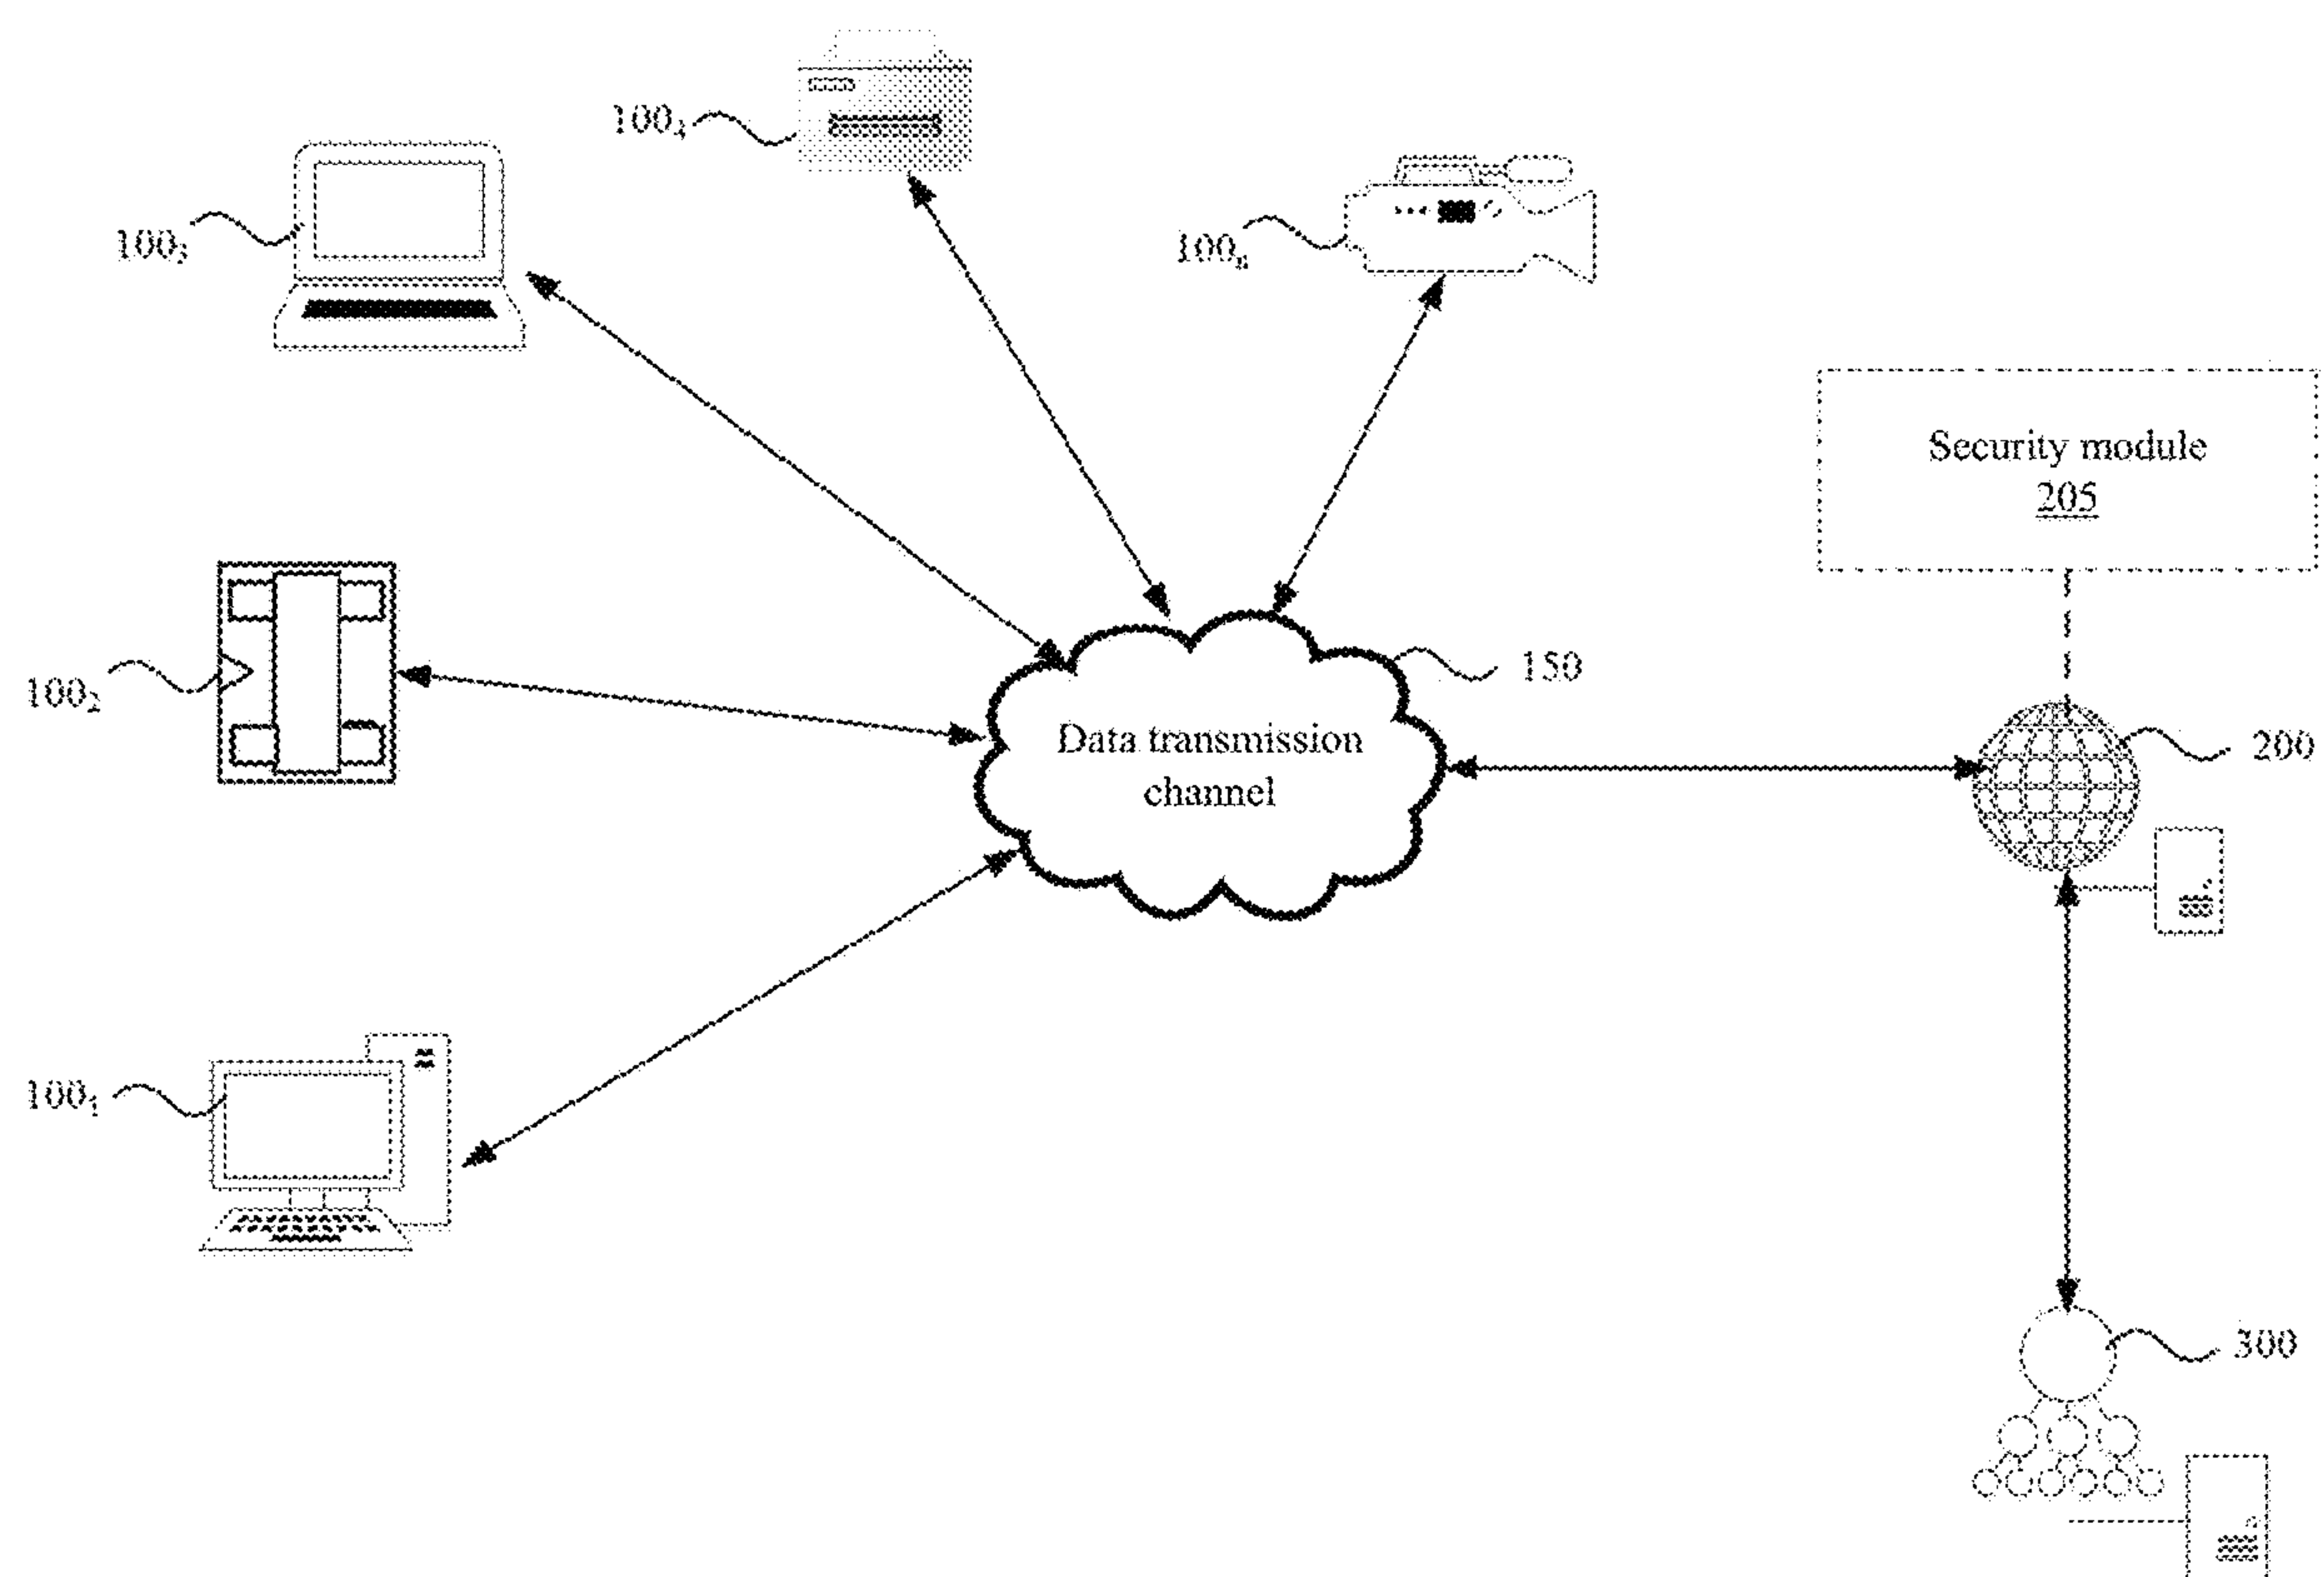 100₄
100₃
100ₙ
Security module
205
100₂
150
Data transmission
channel
200
100₁
300